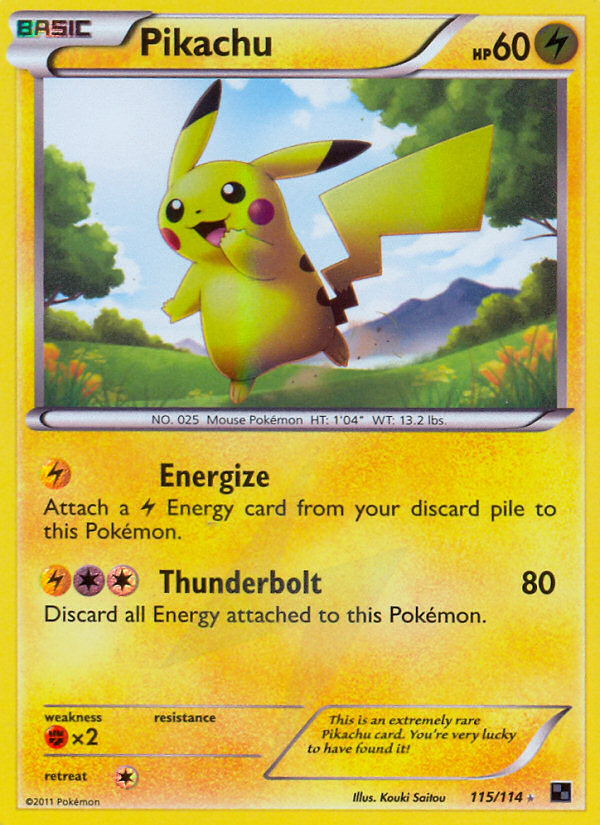 BASIC
Pikachu
HP60
NO. 025 Mouse Pokémon HT: 1'04" WT: 13.2 lbs.
Energize
Attach a Energy card from your discard pile to
this Pokémon.
Thunderbolt 80
Discard all Energy attached to this Pokémon.
weakness resistance
×2
This is an extremely rare
Pikachu card. You're very lucky
to have found it!
retreat
©2011 Pokémon
Illus. Kouki Saitou 115/114